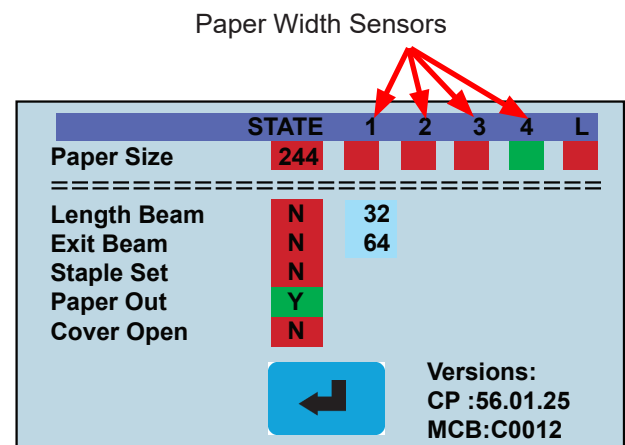 Paper Width Sensors
STATE 1 2 3 4 L
Paper Size 244
==============================
Length Beam N 32
Exit Beam N 64
Staple Set N
Paper Out Y
Cover Open N
Versions:
CP :56.01.25
MCB:C0012